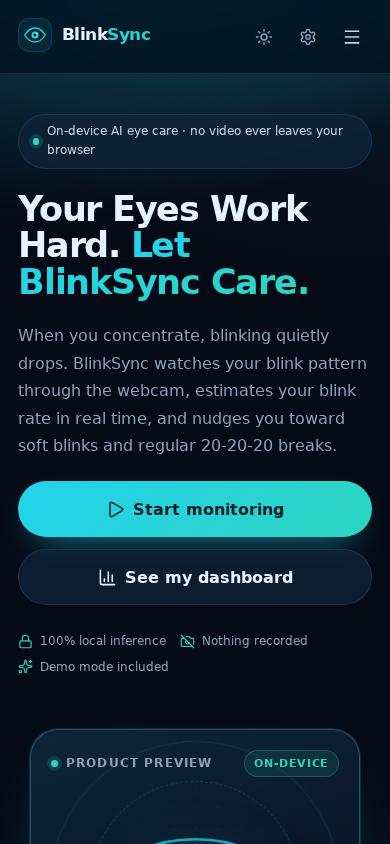 BlinkSync
On-device AI eye care · no video ever leaves your
browser
Your Eyes Work
Hard. Let
BlinkSync Care.
When you concentrate, blinking quietly
drops. BlinkSync watches your blink pattern
through the webcam, estimates your blink
rate in real time, and nudges you toward
soft blinks and regular 20-20-20 breaks.
Start monitoring
See my dashboard
100% local inference Nothing recorded
Demo mode included
PRODUCT PREVIEW ON-DEVICE